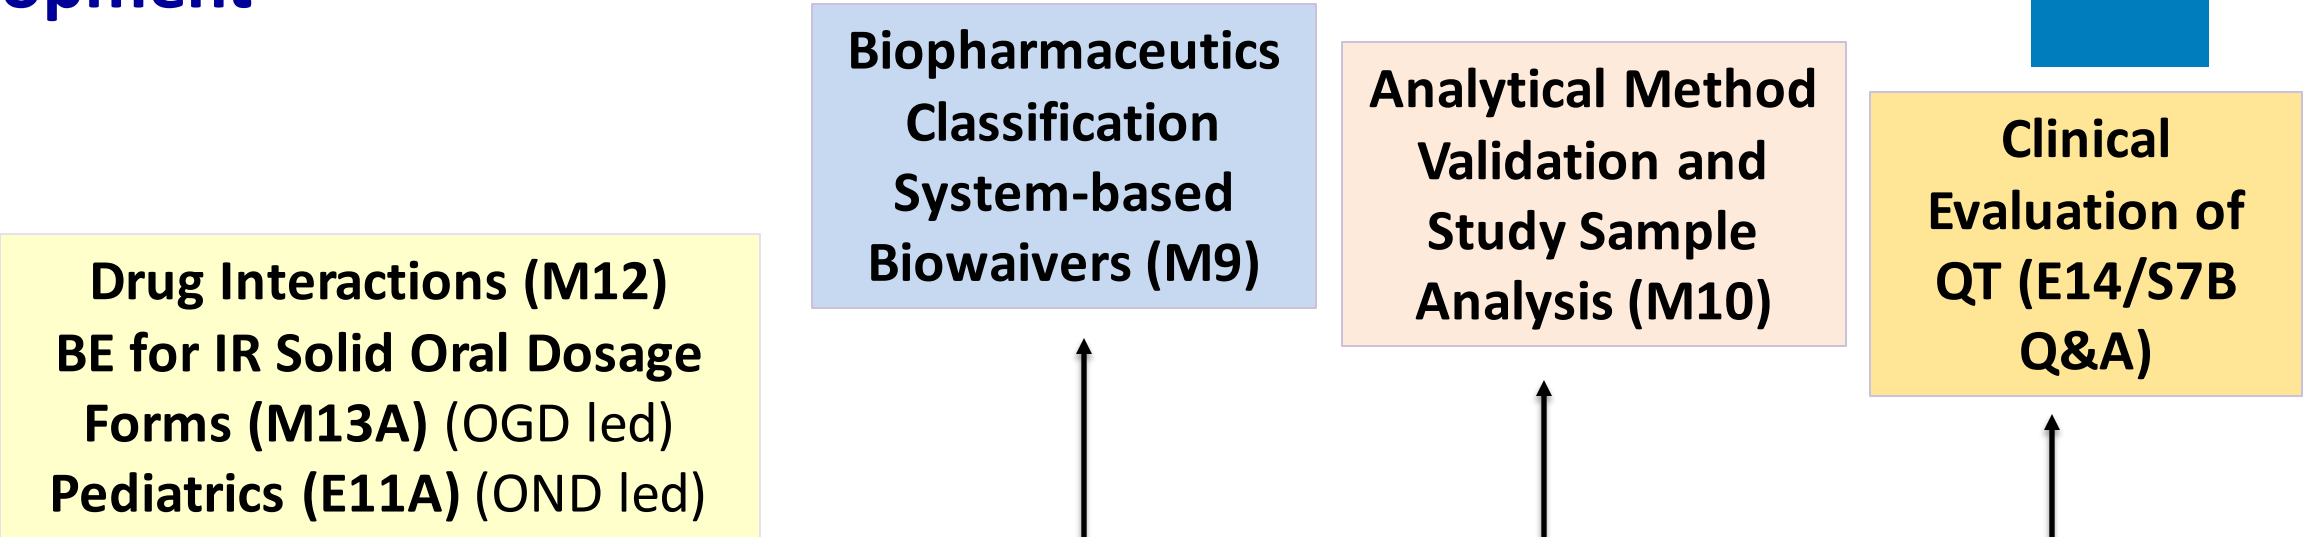 Biopharmaceutics
Classification
System-based
Biowaivers (M9)
Analytical Method
Validation and
Study Sample
Analysis (M10)
Clinical
Evaluation of
QT (E14/S7B
Q&A)
Drug Interactions (M12)
BE for IR Solid Oral Dosage
Forms (M13A) (OGD led)
Pediatrics (E11A) (OND led)